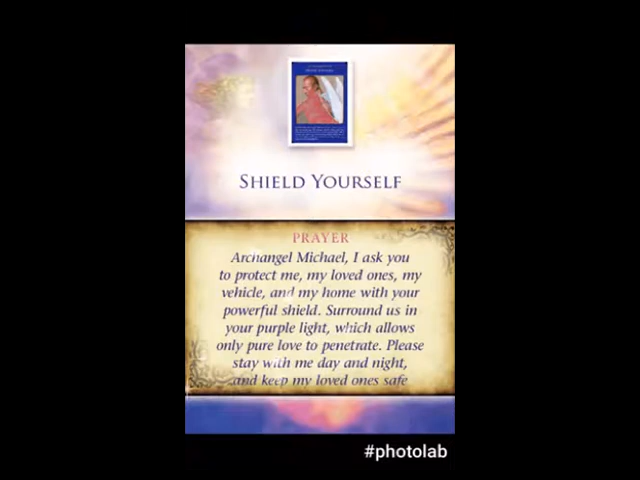 SHIELD YOURSELF
PRAYER
Archangel Michael, I ask you
to protect me, my loved ones, my
vehicle, and my home with your
powerful shield. Surround us in
your purple light, which allows
only pure love to penetrate. Please
stay with me day and night,
and keep my loved ones safe
#photolab